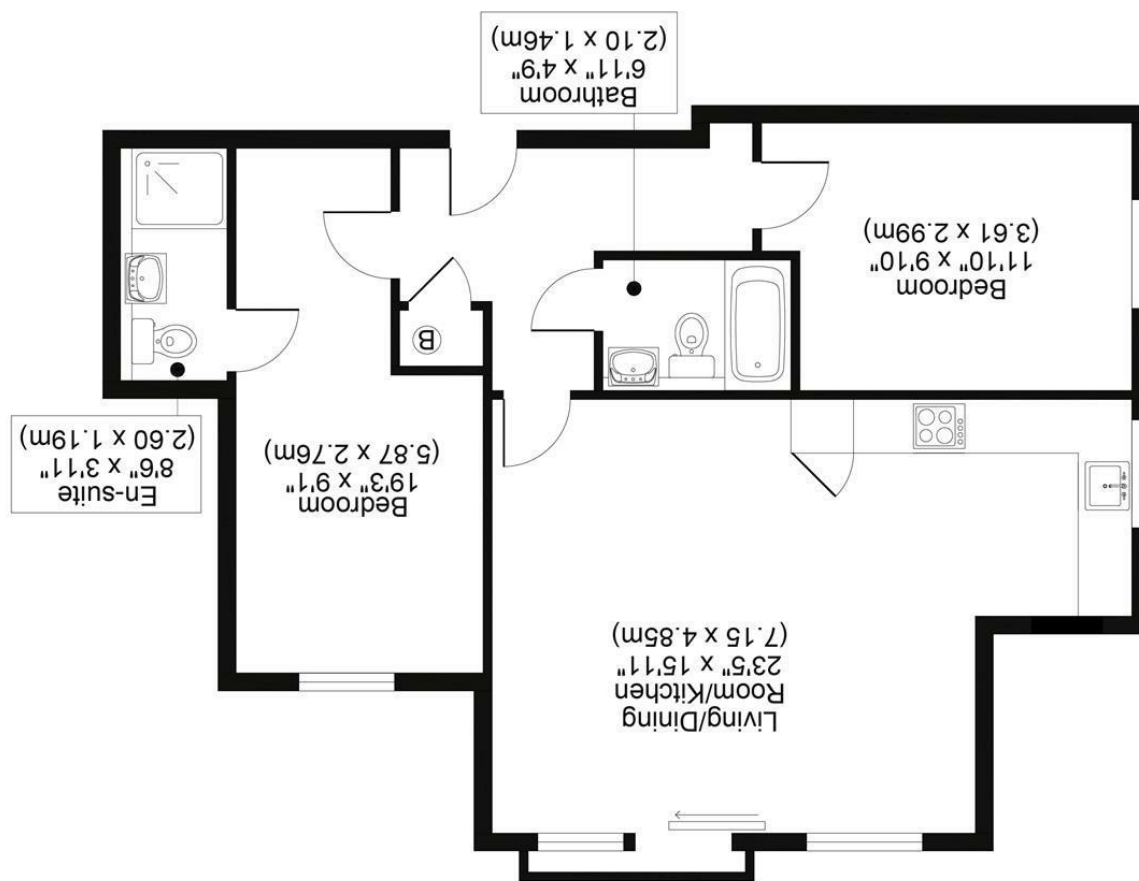 Living/Dining
Room/Kitchen
23'5" x 15'11"
(7.15 x 4.85m)
En-suite
8'6" x 3'11"
(2.60 x 1.19m)
Bedroom
19'3" x 9'1"
(5.87 x 2.76m)
B
Bedroom
11'10" x 9'10"
(3.61 x 2.99m)
Bathroom
6'11" x 4'9"
(2.10 x 1.46m)